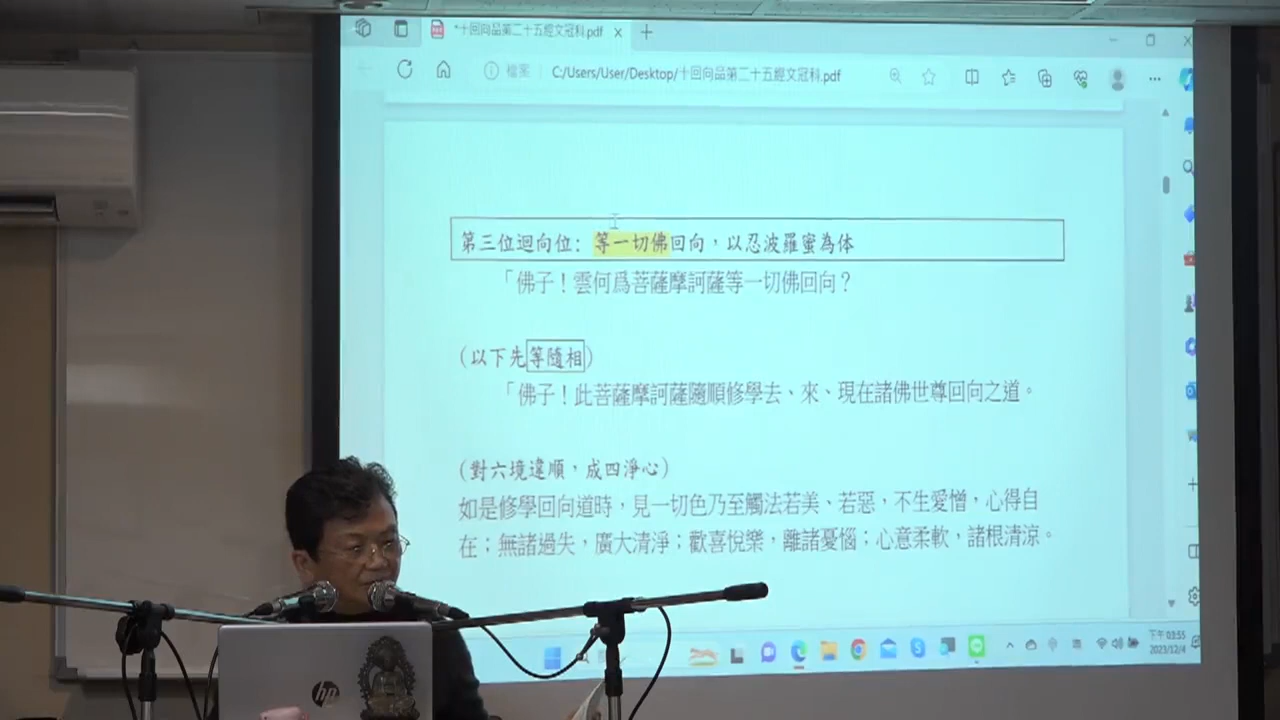 *十回向品第二十五經文冠科.pdf
檔案 C:/Users/User/Desktop/十回向品第二十五經文冠科.pdf
第三位迴向位：等一切佛回向，以忍波羅蜜為体
「佛子！雲何爲菩薩摩訶薩等一切佛回向？
(以下先等隨相)
「佛子！此菩薩摩訶薩隨順修學去、來、現在諸佛世尊回向之道。
(對六境違順，成四淨心)
如是修學回向道時，見一切色乃至觸法若美、若惡，不生愛憎，心得自
在；無諸過失，廣大清淨；歡喜悅樂，離諸憂惱；心意柔軟，諸根清涼。
下午 03:55
2023/12/4
hp